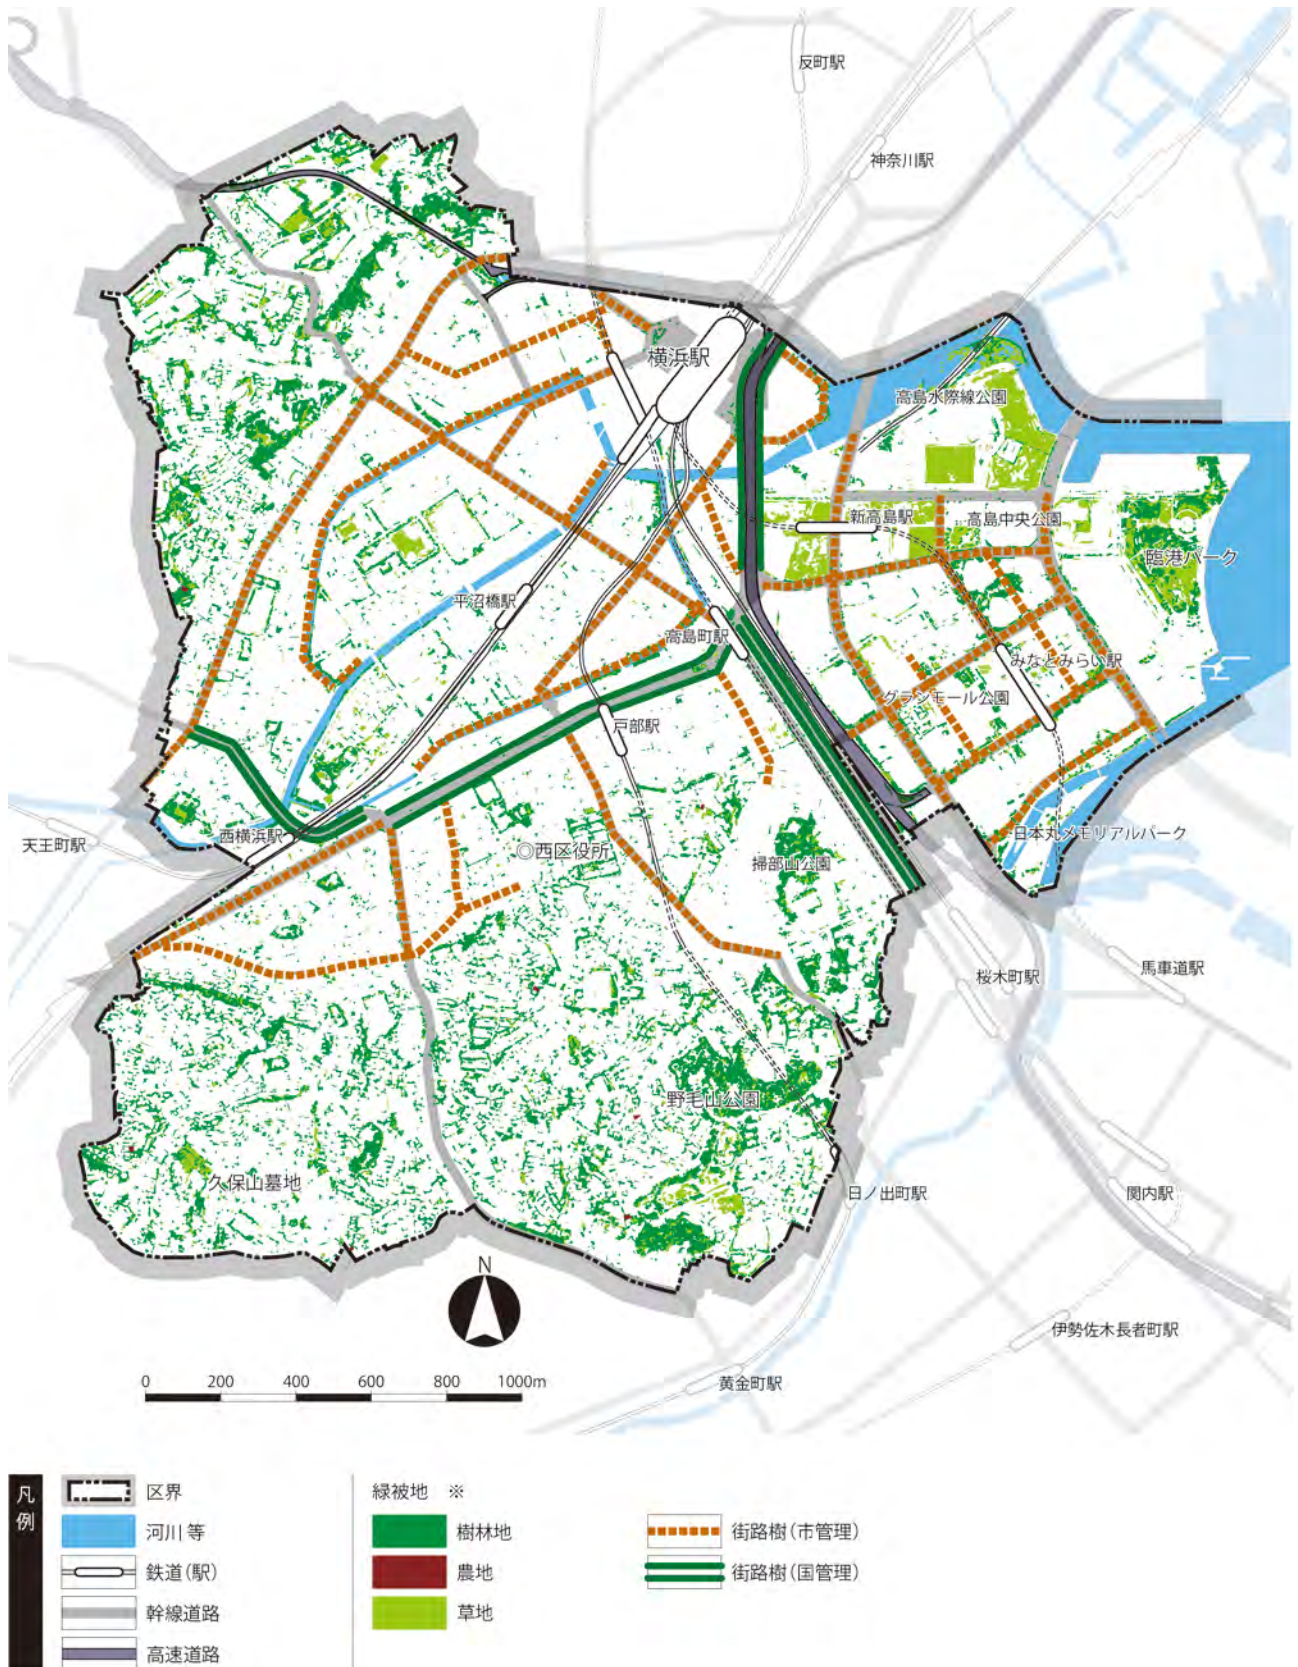 反町駅
神奈川駅
横浜駅
高島水際線公園
新高島駅
高島中央公園
臨港パーク
平沼橋駅
高島町駅
みなとみらい駅
グランモール公園
戸部駅
日本丸メモリアルパーク
西横浜駅
天王町駅
◎西区役所
掃部山公園
馬車道駅
桜木町駅
野毛山公園
久保山墓地
日ノ出町駅
関内駅
N
伊勢佐木長者町駅
黄金町駅
0 200 400 600 800 1000m
凡例
区界
河川等
鉄道(駅)
幹線道路
高速道路
緑被地 ※
樹林地
農地
草地
街路樹(市管理)
街路樹(国管理)